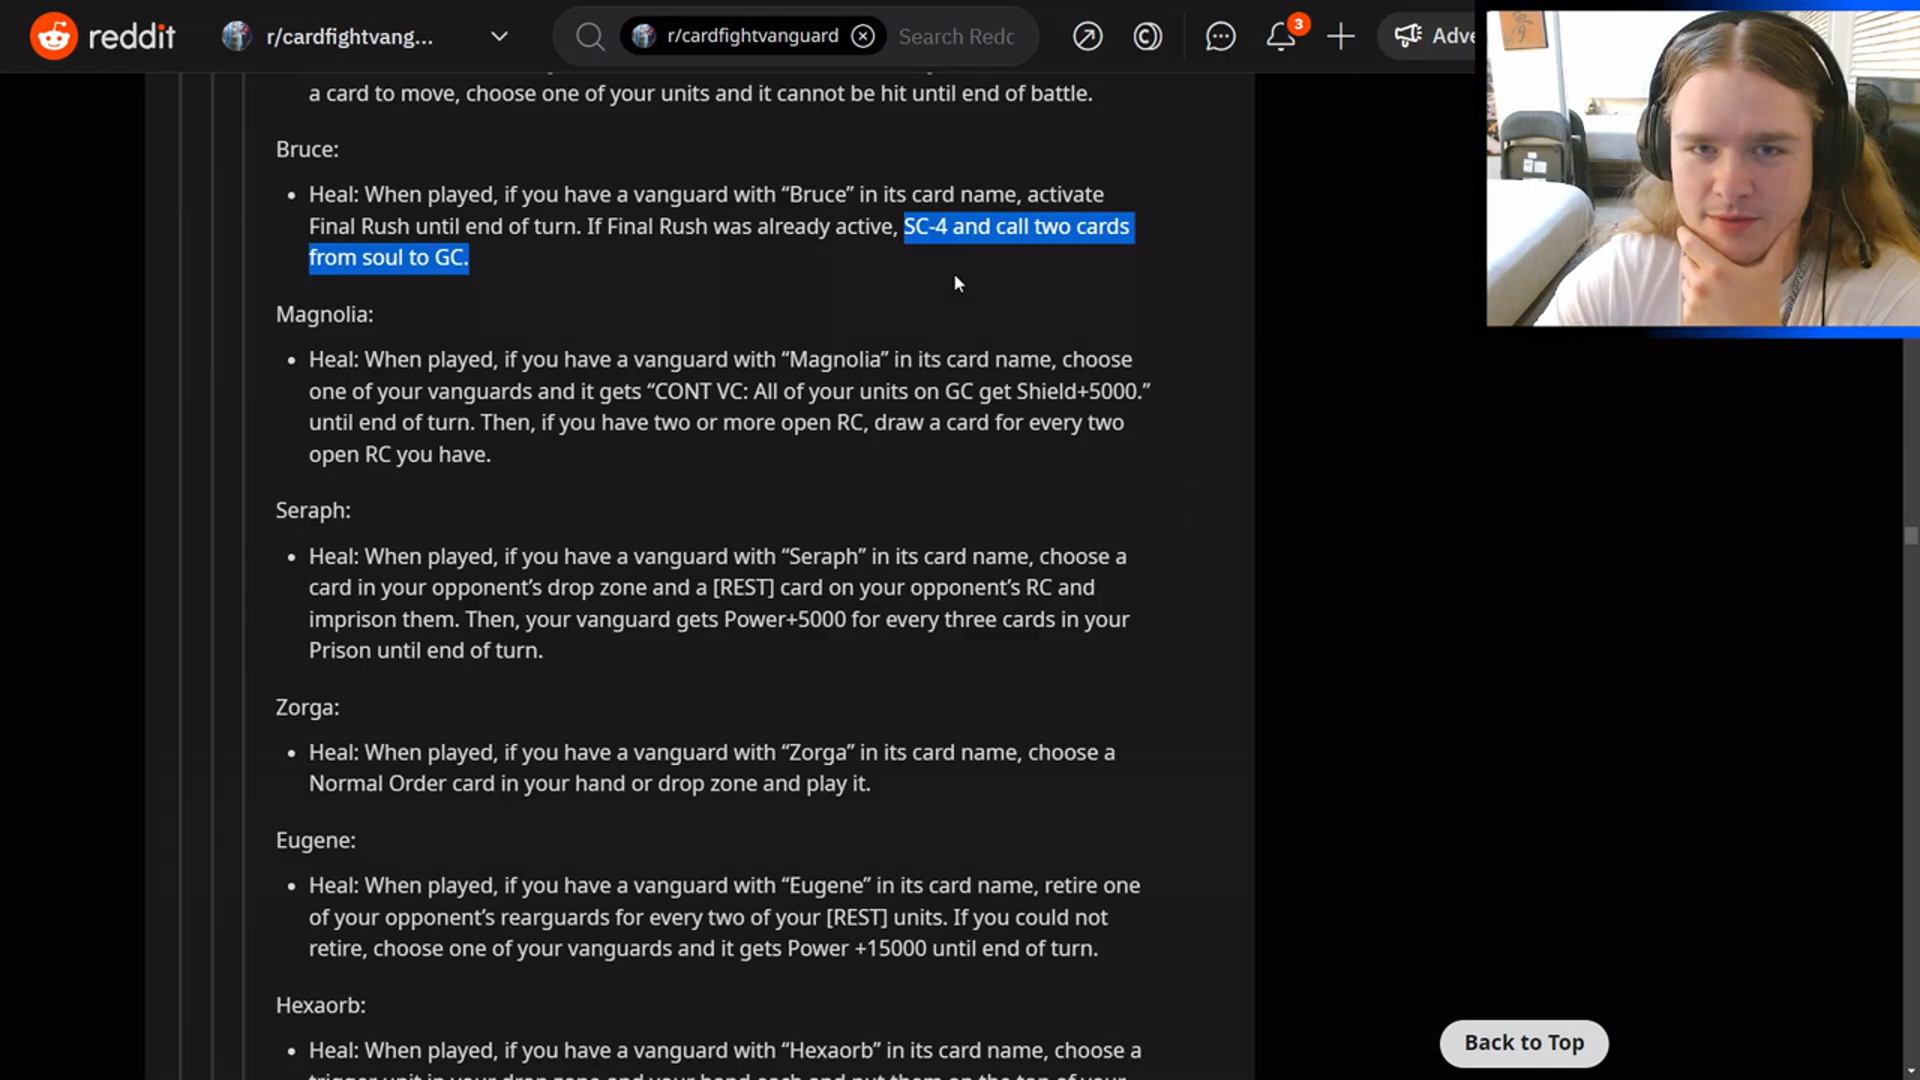 reddit
r/cardfightvang...
r/cardfightvanguard
Search Redc
3
Adve
a card to move, choose one of your units and it cannot be hit until end of battle.
Bruce:
• Heal: When played, if you have a vanguard with “Bruce” in its card name, activate
Final Rush until end of turn. If Final Rush was already active, SC-4 and call two cards
from soul to GC.
Magnolia:
• Heal: When played, if you have a vanguard with “Magnolia” in its card name, choose
one of your vanguards and it gets “CONT VC: All of your units on GC get Shield+5000.”
until end of turn. Then, if you have two or more open RC, draw a card for every two
open RC you have.
Seraph:
• Heal: When played, if you have a vanguard with “Seraph” in its card name, choose a
card in your opponent’s drop zone and a [REST] card on your opponent’s RC and
imprison them. Then, your vanguard gets Power+5000 for every three cards in your
Prison until end of turn.
Zorga:
• Heal: When played, if you have a vanguard with “Zorga” in its card name, choose a
Normal Order card in your hand or drop zone and play it.
Eugene:
• Heal: When played, if you have a vanguard with “Eugene” in its card name, retire one
of your opponent’s rearguards for every two of your [REST] units. If you could not
retire, choose one of your vanguards and it gets Power +15000 until end of turn.
Hexaorb:
• Heal: When played, if you have a vanguard with “Hexaorb” in its card name, choose a
Back to Top